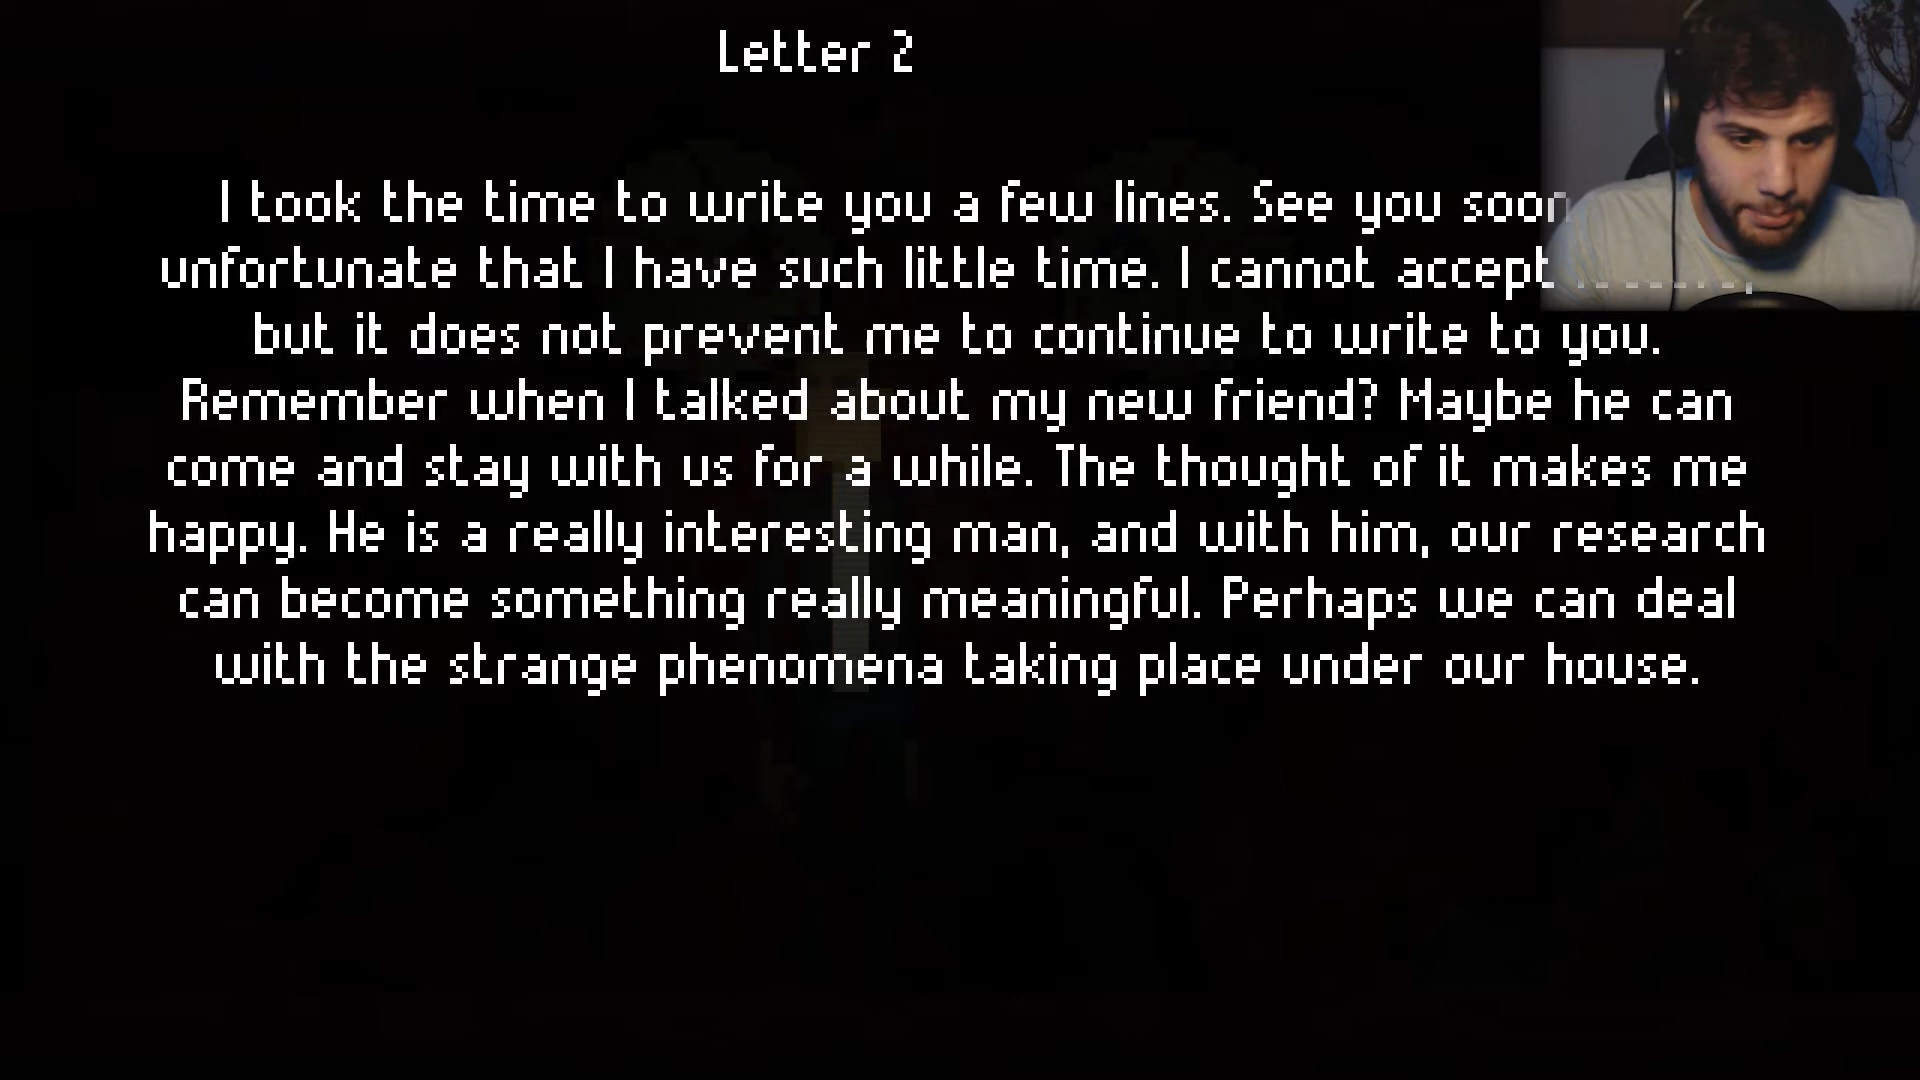 Letter 2
I took the time to write you a few lines. See you soon
unfortunate that I have such little time. I cannot accept
but it does not prevent me to continue to write to you.
Remember when I talked about my new friend? Maybe he can
come and stay with us for a while. The thought of it makes me
happy. He is a really interesting man, and with him, our research
can become something really meaningful. Perhaps we can deal
with the strange phenomena taking place under our house.